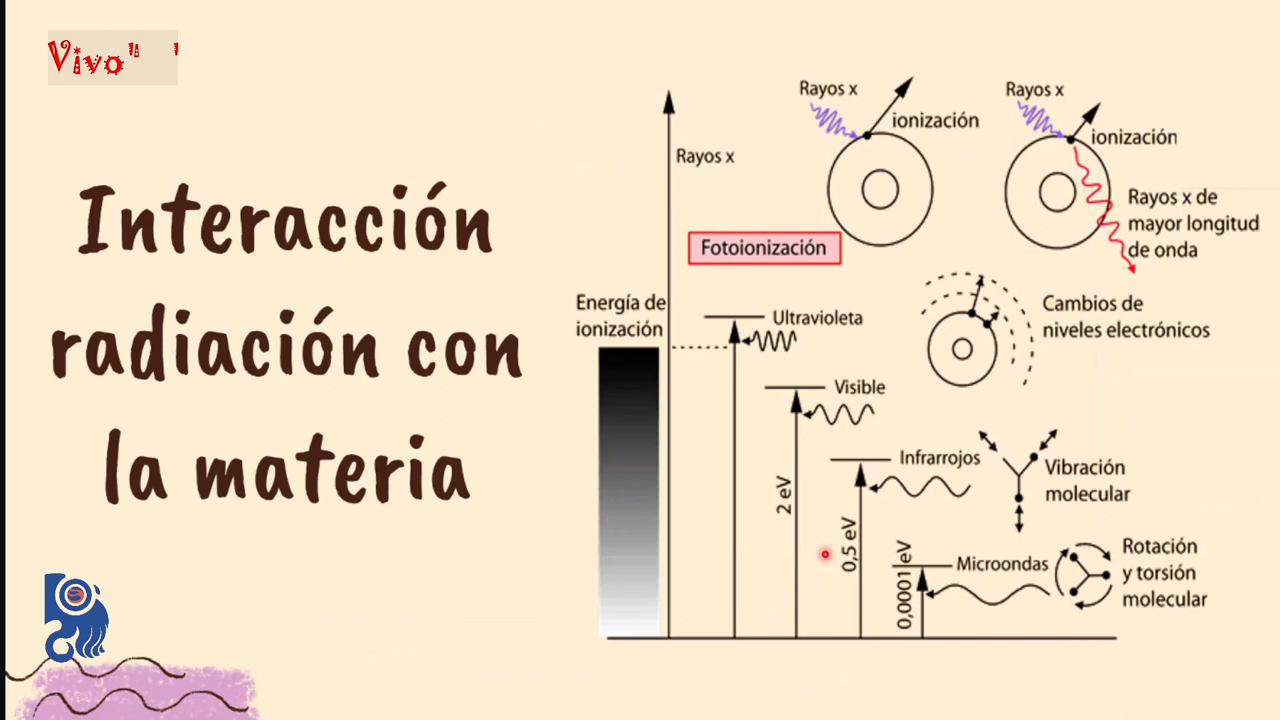 Vivo"
Interacción
radiación con
la materia
Rayos x
ionización
Rayos x
ionización
Rayos x de
mayor longitud
de onda
Rayos x
Fotoionización
Energía de
ionización
Ultravioleta
Cambios de
niveles electrónicos
Visible
2 eV
Infrarrojos
0,5 eV
Vibración
molecular
Microondas
0,0001 eV
Rotación
y torsión
molecular